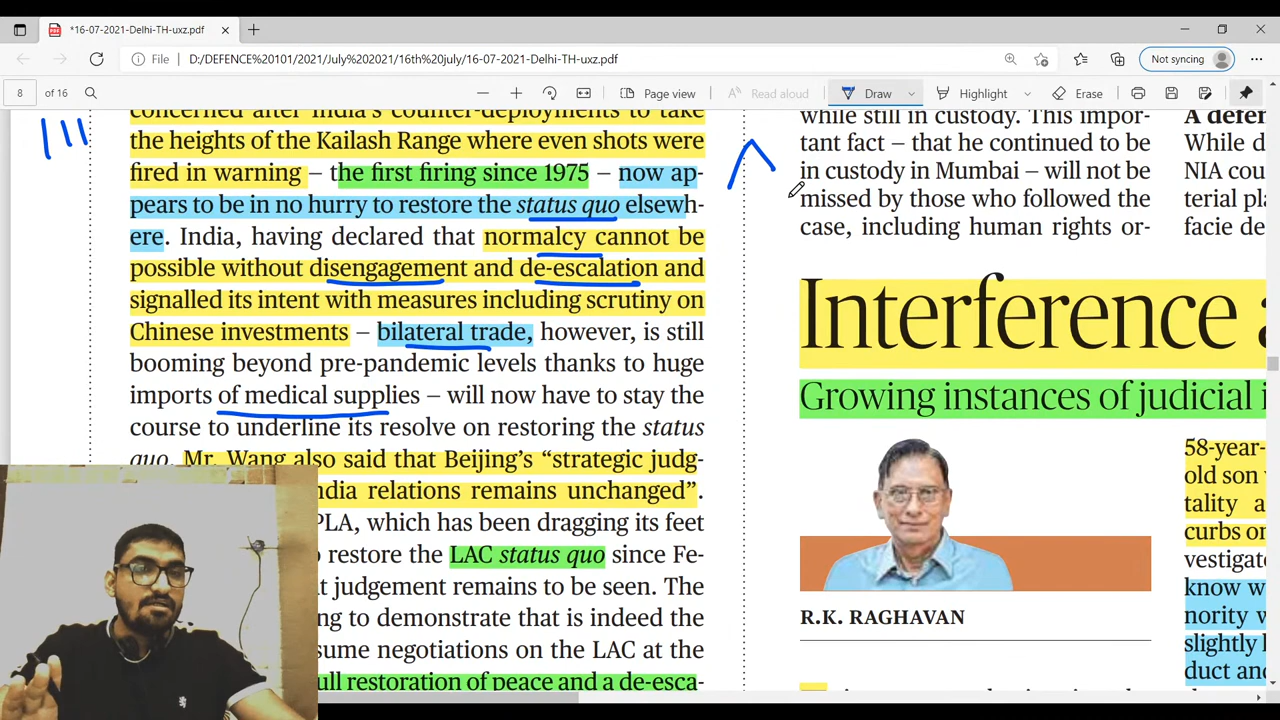 *16-07-2021-Delhi-TH-uxz.pdf
File D:/DEFENCE%20101/2021/July%202021/16th%20july/16-07-2021-Delhi-TH-uxz.pdf
Not syncing
8 of 16
Page view
Read aloud
Draw
Highlight
Erase
concerned after India's counter-deployments to take
the heights of the Kailash Range where even shots were
fired in warning – the first firing since 1975 – now ap-
pears to be in no hurry to restore the status quo elsewh-
ere. India, having declared that normalcy cannot be
possible without disengagement and de-escalation and
signalled its intent with measures including scrutiny on
Chinese investments – bilateral trade, however, is still
booming beyond pre-pandemic levels thanks to huge
imports of medical supplies – will now have to stay the
course to underline its resolve on restoring the status
quo. Mr. Wang also said that Beijing's “strategic judg-
ndia relations remains unchanged”.
PLA, which has been dragging its feet
o restore the LAC status quo since Fe-
t judgement remains to be seen. The
ng to demonstrate that is indeed the
sume negotiations on the LAC at the
ull restoration of peace and a de-esca-
while still in custody. This impor-
tant fact – that he continued to be
in custody in Mumbai – will not be
missed by those who followed the
case, including human rights or-
A defen
While d
NIA cou
terial pla
facie de
Interference a
Growing instances of judicial i
R.K. RAGHAVAN
58-year-
old son
tality a
curbs or
vestigate
know w
nority w
slightly
duct and